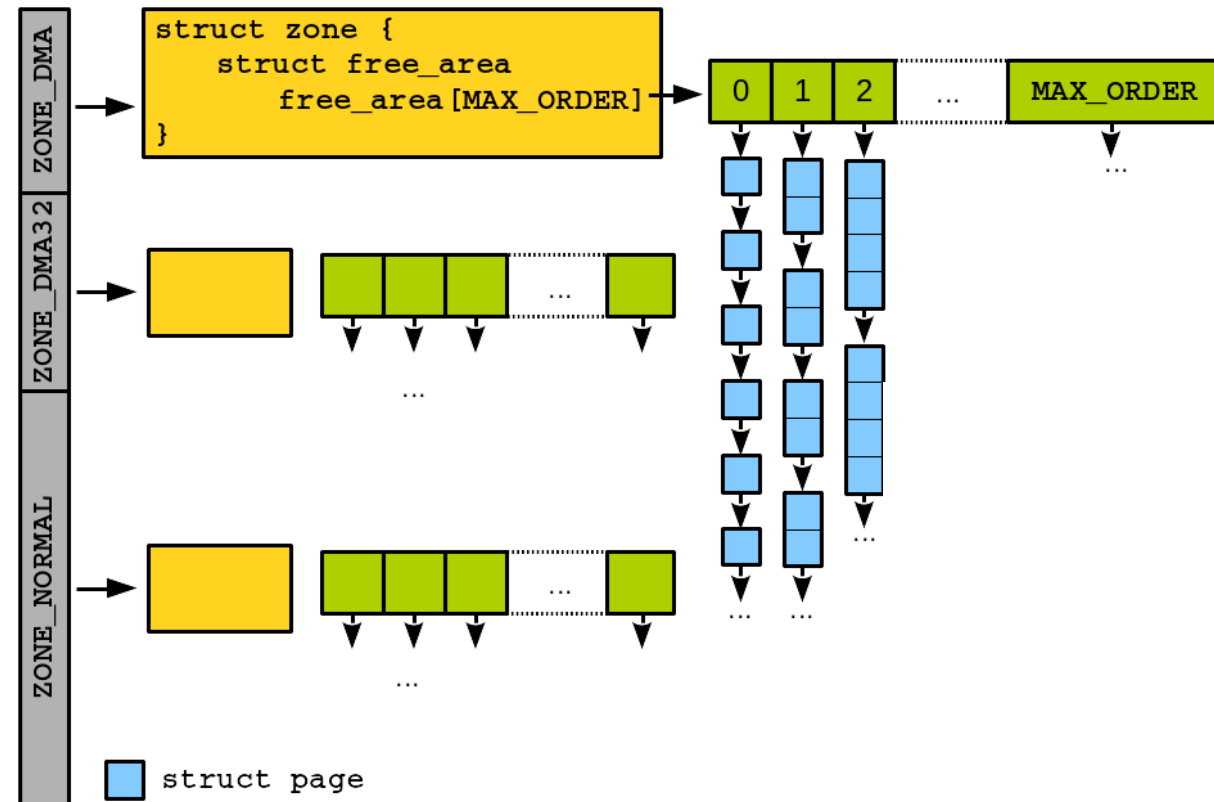 ZONE_DMA
struct zone {
struct free_area
free_area[MAX_ORDER]
}
0 1 2 ... MAX_ORDER
...
ZONE_DMA32
...
...
ZONE_NORMAL
...
...
...
... ...
struct page